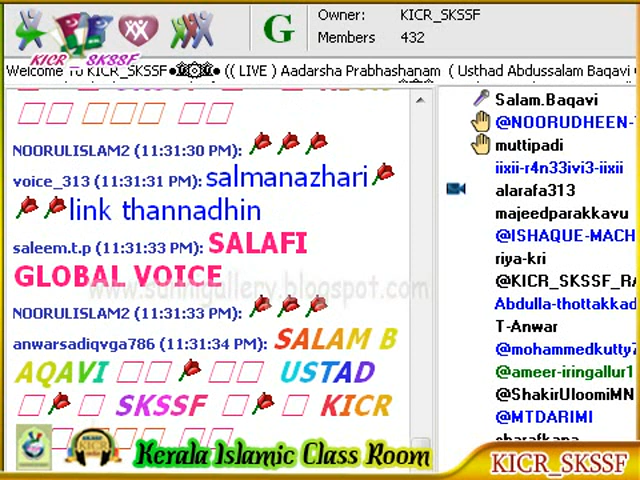 Owner: KICR_SKSSF
Members 432
KICR SKSSF
Welcome To KICR_SKSSF (( LIVE ) Aadarsha Prabhashanam ( Usthad Abdussalam Baqavi
NOORULISLAM2 (11:31:30 PM):
voice_313 (11:31:31 PM): salmanazhari
link thannadhin
saleem.t.p (11:31:33 PM): SALAFI
GLOBAL VOICE
www.sunnigallery.blogspot.com
NOORULISLAM2 (11:31:33 PM):
anwarsadiqvga786 (11:31:34 PM): SALAM B
AQAVI USTAD
SKSSF KICR
Salam.Baqavi
@NOORUDHEEN-
muttipadi
iixii-r4n33ivi3-iixii
alarafa313
majeedparakkavu
@ISHAQUE-MACH
riya-kri
@KICR_SKSSF_RA
Abdulla-thottakkad
T-Anwar
@mohammedkutty7
@ameer-iringallur1
@ShakirUloomiMN
@MTDARIMI
Kerala Islamic Class Room
KICR_SKSSF